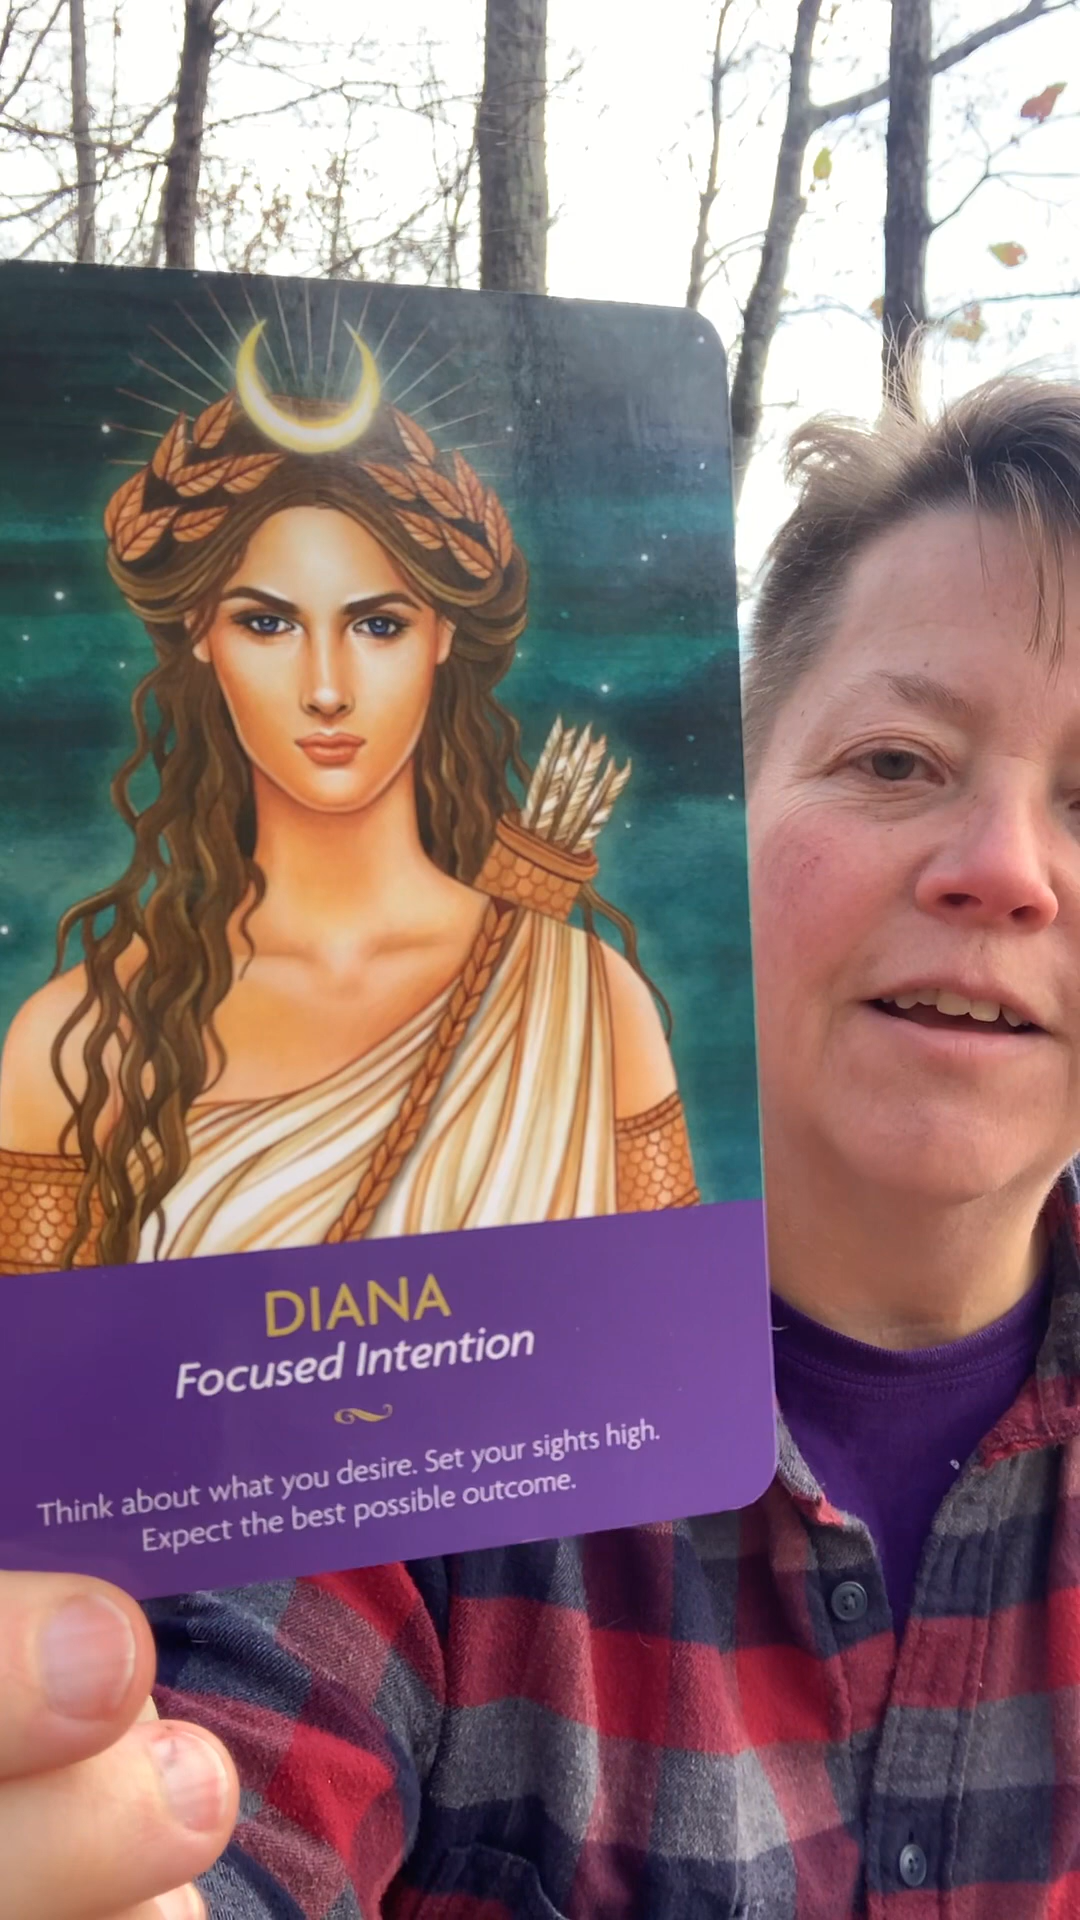 DIANA
Focused Intention
Think about what you desire. Set your sights high.
Expect the best possible outcome.